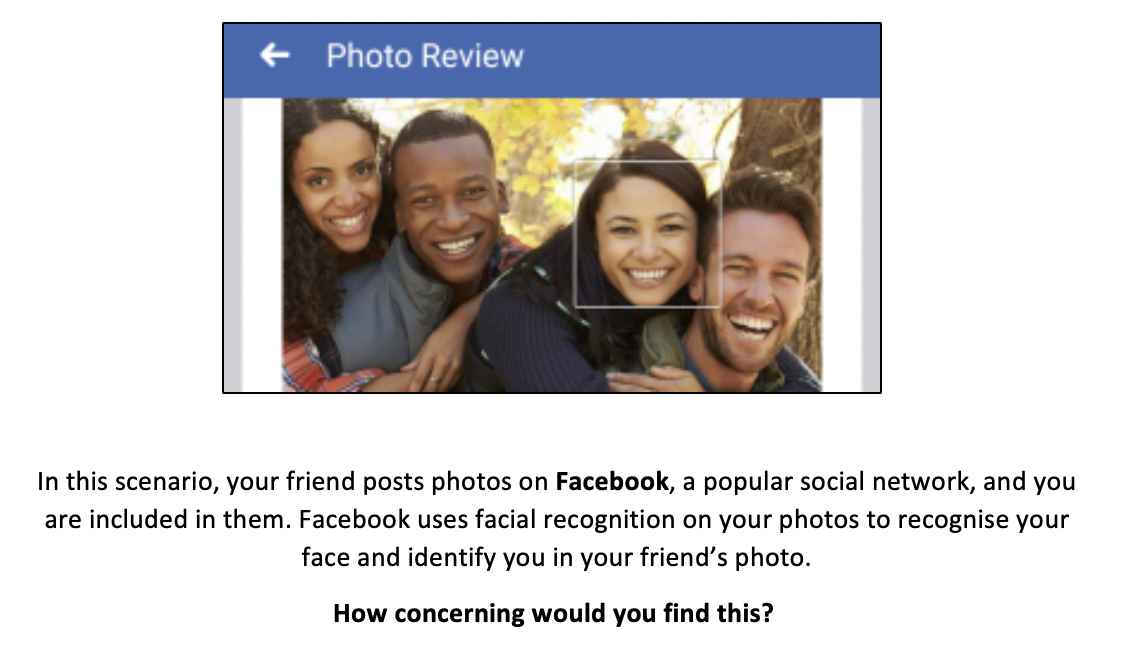 Photo Review
In this scenario, your friend posts photos on Facebook, a popular social network, and you
are included in them. Facebook uses facial recognition on your photos to recognise your
face and identify you in your friend’s photo.
How concerning would you find this?